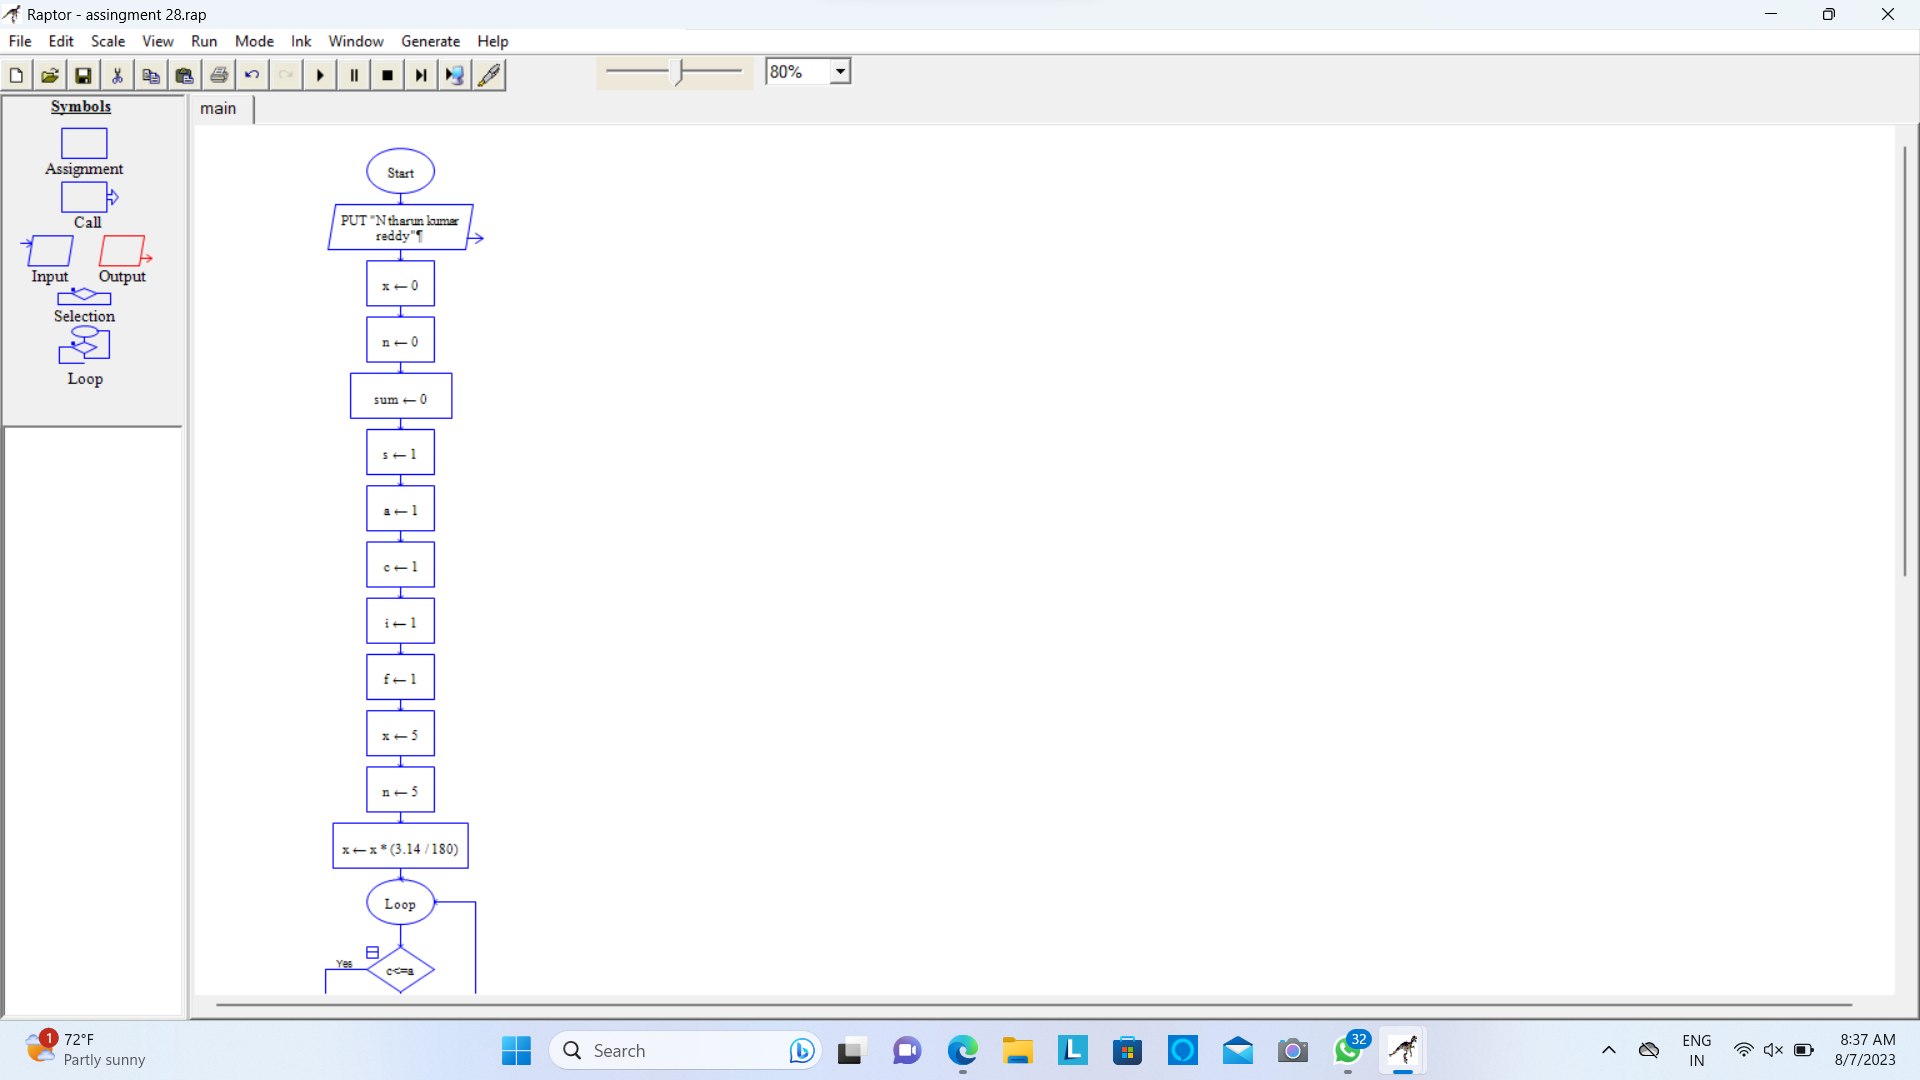 Raptor - assingment 28.rap
File Edit Scale View Run Mode Ink Window Generate Help
80%
Symbols
Assignment
Call
Input Output
Selection
Loop
main
Start
PUT "N tharun kumar
reddy"¶
x ← 0
n ← 0
sum ← 0
s ← 1
a ← 1
c ← 1
i ← 1
f ← 1
x ← 5
n ← 5
x ← x * (3.14 / 180)
Loop
Yes
c<=a
1
72°F
Partly sunny
Search
L
32
ENG
IN
8:37 AM
8/7/2023